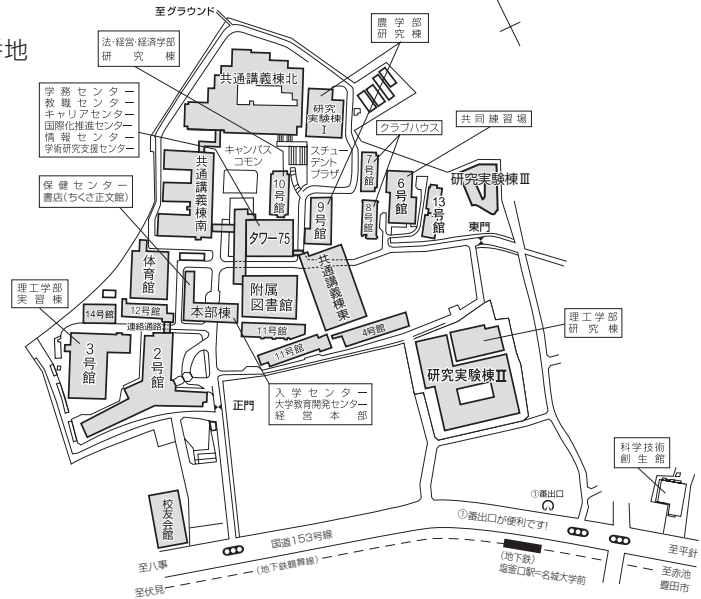 番地
至グラウンド
農学部
研究棟
法・経営・経済学部
研究棟
共通講義棟北
研究
実験棟
Ⅰ
学務センター
教職センター
キャリアセンター
国際化推進センター
情報センター
学術研究支援センター
クラブハウス
共同練習場
キャンパス
コモン
スチュー
デント
プラザ
共通講義棟南
10号館
7号館
6号館
研究実験棟Ⅲ
保健センター
書店(ちくさ正文館)
9号館
8号館
13号館
タワー75
東門
体育館
共通講義棟東
理工学部
実習棟
附属
図書館
14号館
12号館
本部棟
連絡通路
11号館
4号館
11号館
理工学部
研究棟
3号館
2号館
研究実験棟Ⅱ
正門
入学センター
大学教育開発センター
経営本部
科学技術
創生館
校友会館
①番出口
①番出口が便利です!
国道153号線
至八事
(地下鉄鶴舞線)
至伏見
(地下鉄)
塩釜口駅=名城大学前
至平針
至赤池
豊田市